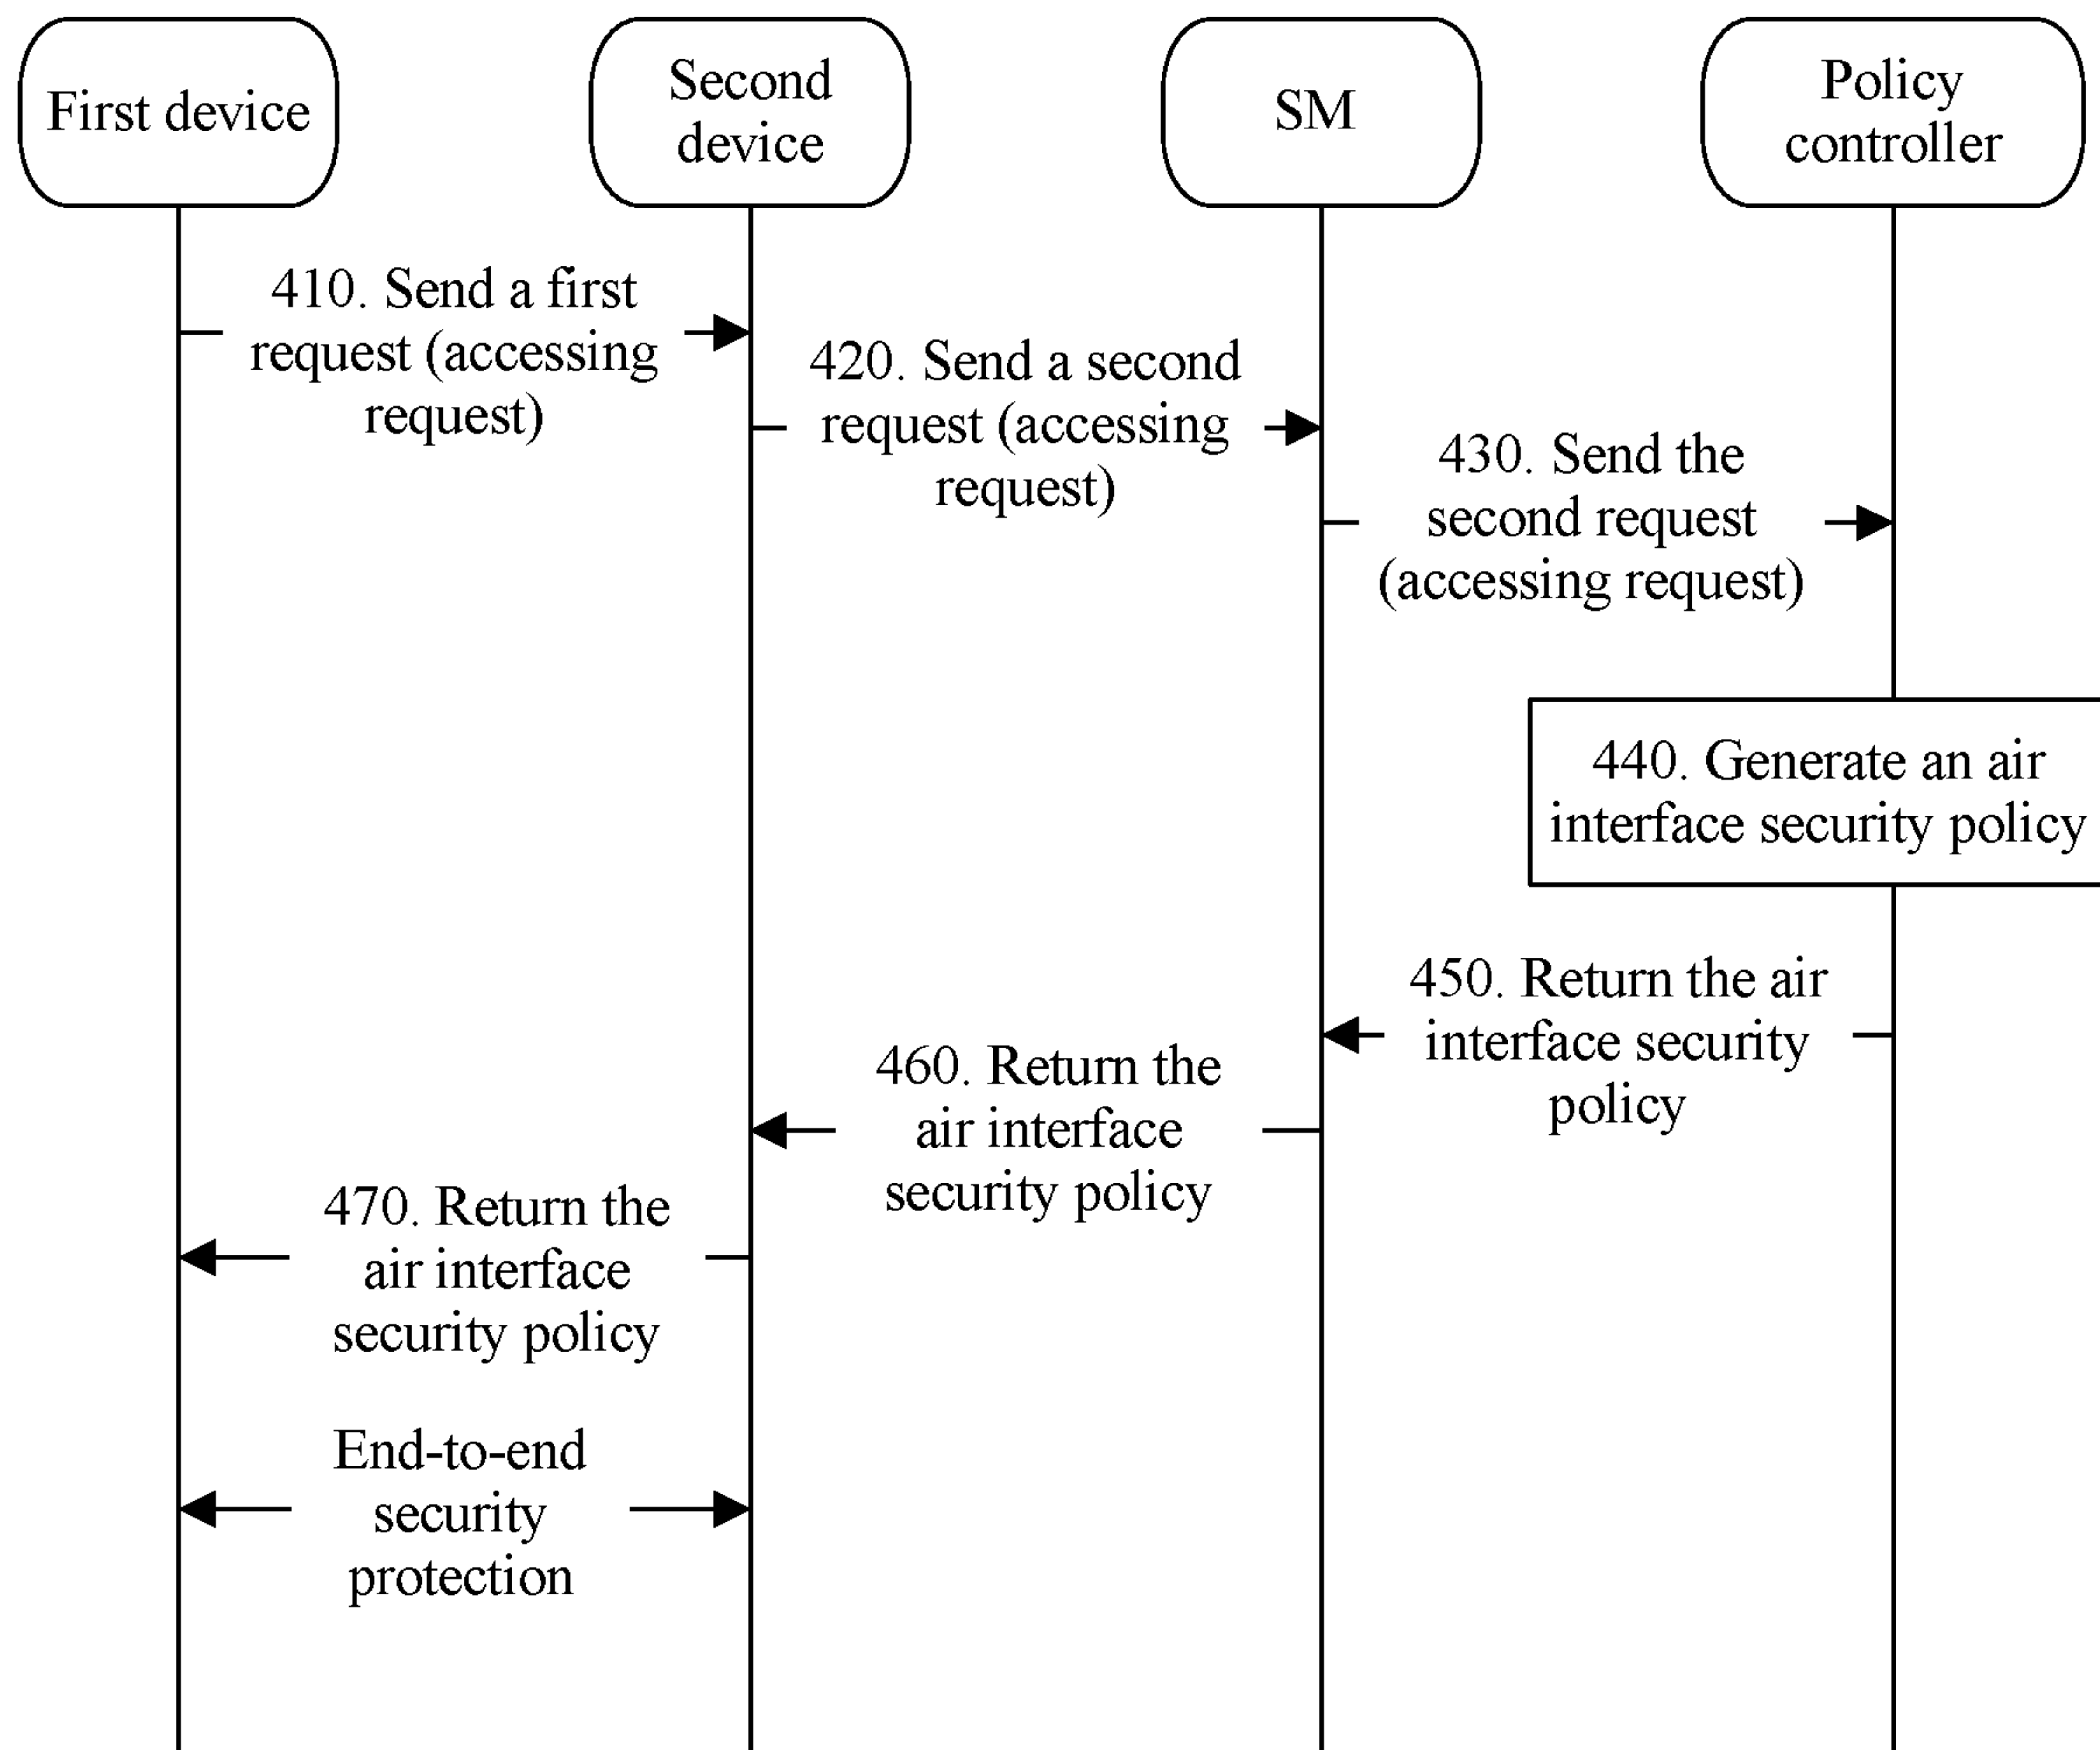 First device
Second
device
SM
Policy
controller
410. Send a first
request (accessing
request)
420. Send a second
request (accessing
request)
430. Send the
second request
(accessing request)
440. Generate an air
interface security policy
450. Return the air
interface security
policy
460. Return the
air interface
security policy
470. Return the
air interface
security policy
End-to-end
security
protection